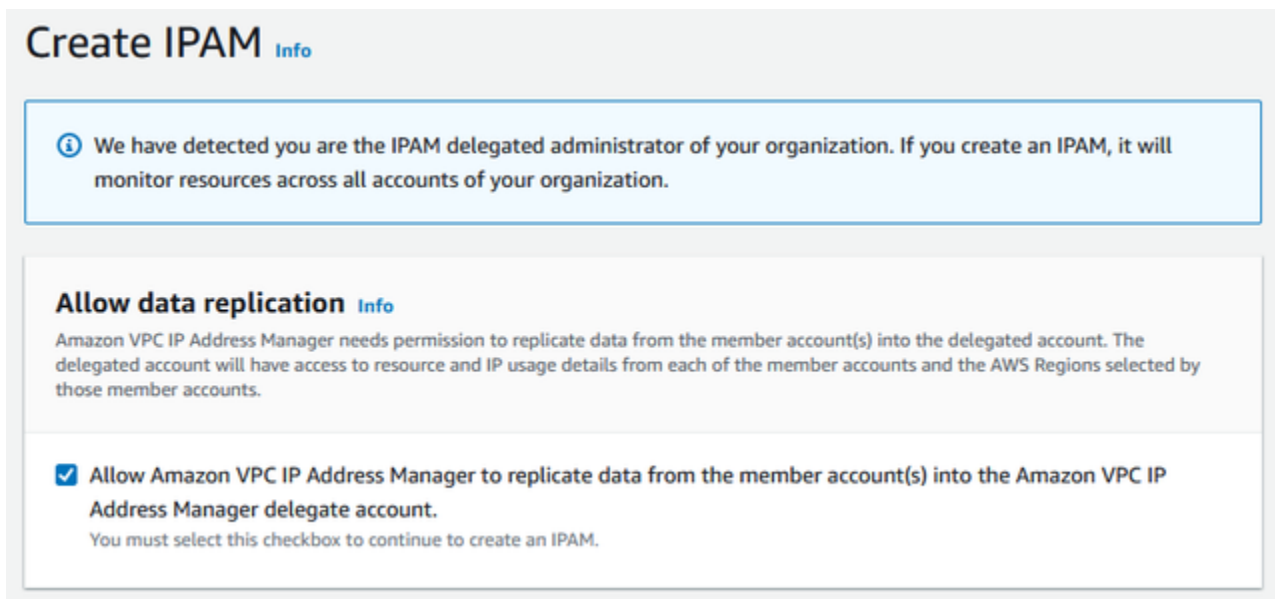 Create IPAM Info
We have detected you are the IPAM delegated administrator of your organization. If you create an IPAM, it will
monitor resources across all accounts of your organization.
Allow data replication Info
Amazon VPC IP Address Manager needs permission to replicate data from the member account(s) into the delegated account. The
delegated account will have access to resource and IP usage details from each of the member accounts and the AWS Regions selected by
those member accounts.
Allow Amazon VPC IP Address Manager to replicate data from the member account(s) into the Amazon VPC IP
Address Manager delegate account.
You must select this checkbox to continue to create an IPAM.